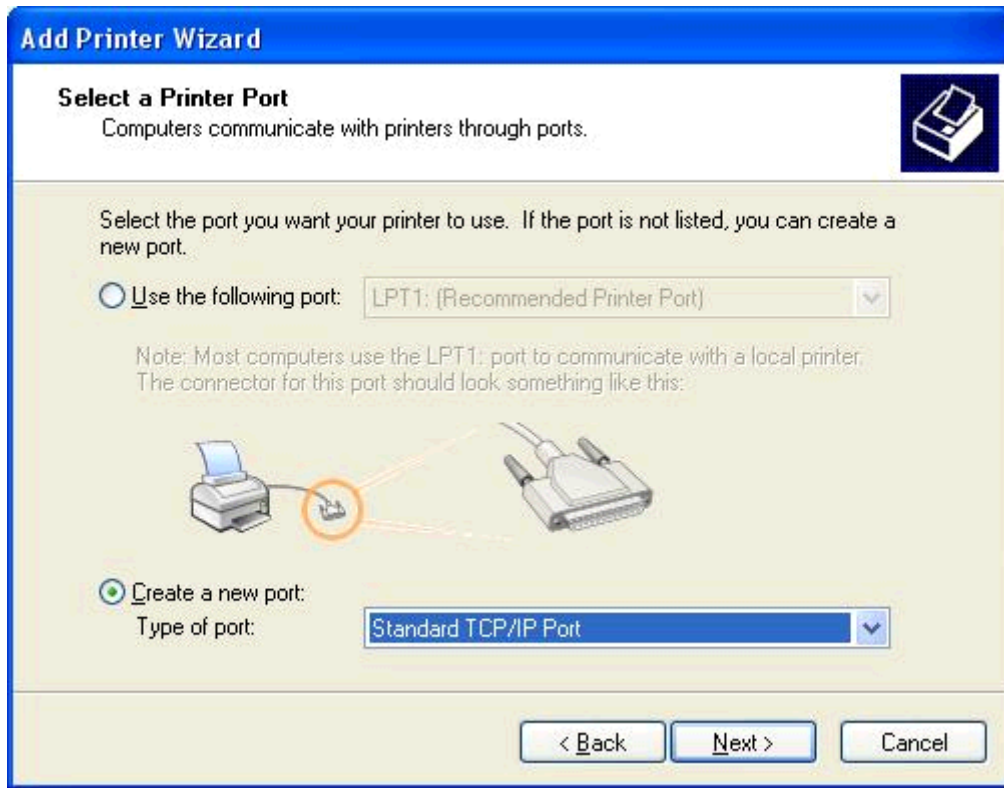 Add Printer Wizard
Select a Printer Port
Computers communicate with printers through ports.
Select the port you want your printer to use. If the port is not listed, you can create a
new port.
Use the following port: LPT1: (Recommended Printer Port)
Note: Most computers use the LPT1: port to communicate with a local printer.
The connector for this port should look something like this:
Create a new port:
Type of port: Standard TCP/IP Port
< Back Next > Cancel